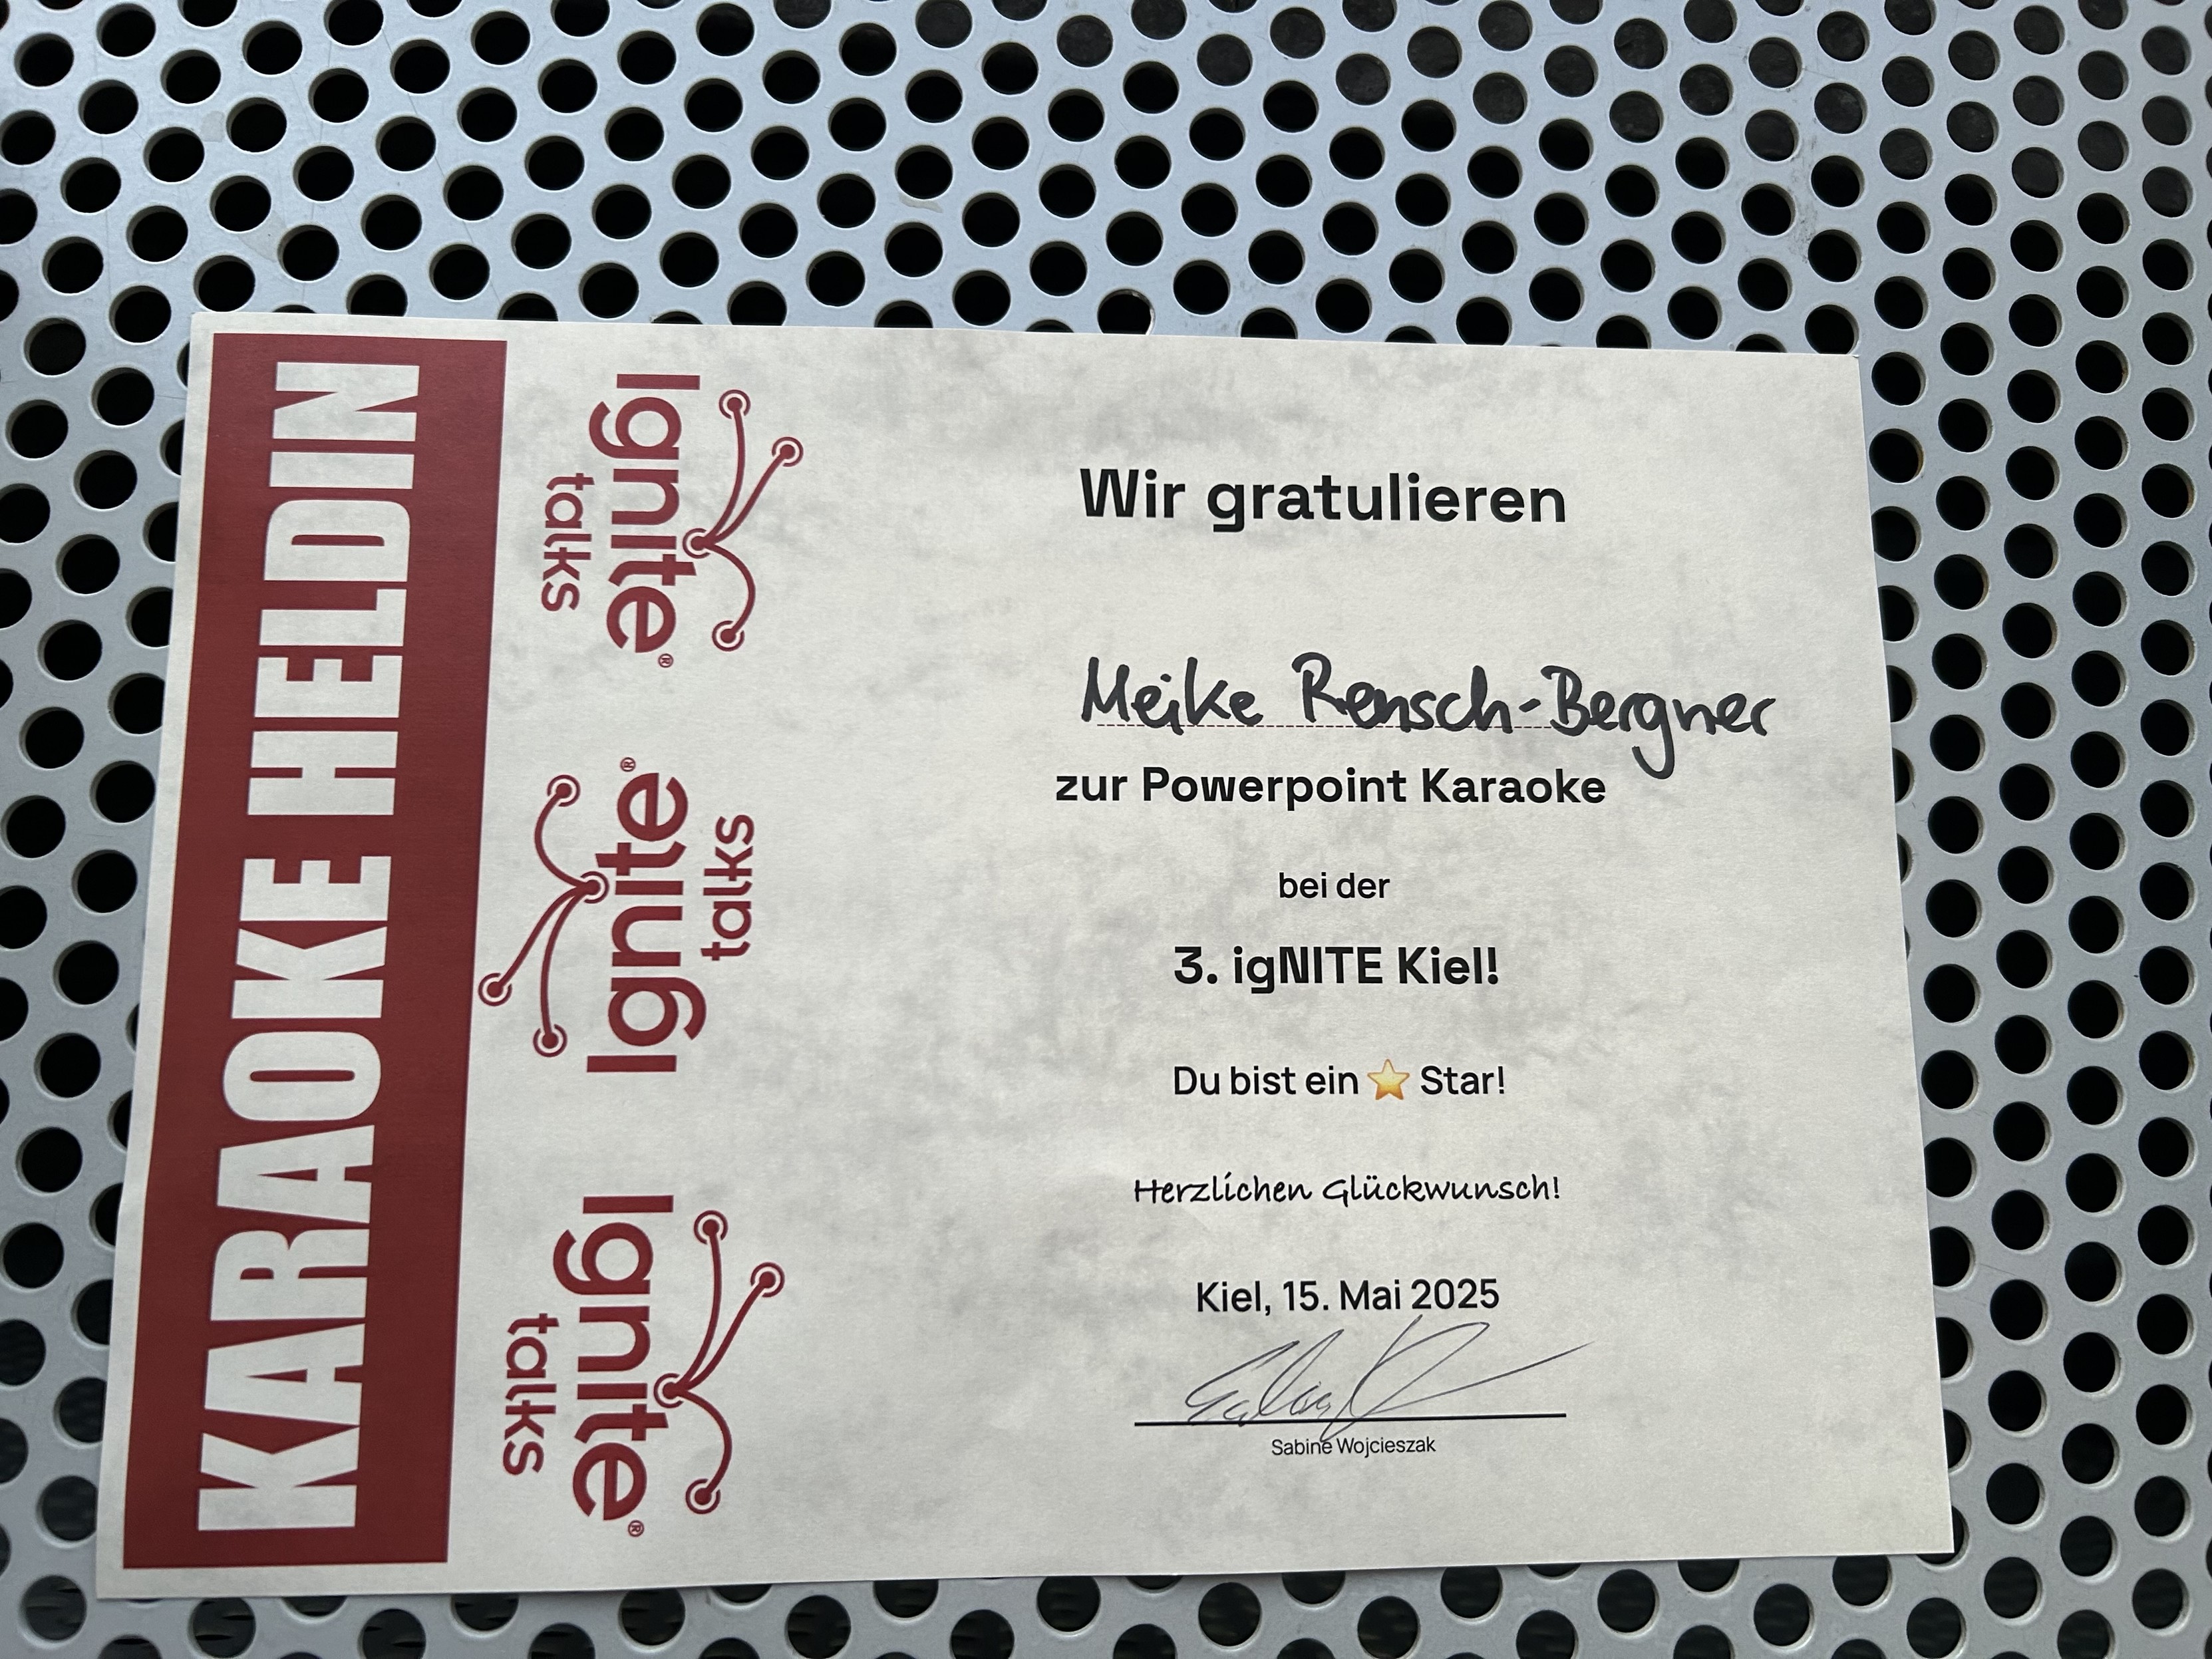 KARAOKE HELDIN
Ignite®
talks
Ignite®
talks
Ignite®
talks
Wir gratulieren
Meike Rensch-Bergner
zur Powerpoint Karaoke
bei der
3. igNITE Kiel!
Du bist ein ⭐ Star!
Herzlichen Glückwunsch!
Kiel, 15. Mai 2025
Sabine Wojcieszak